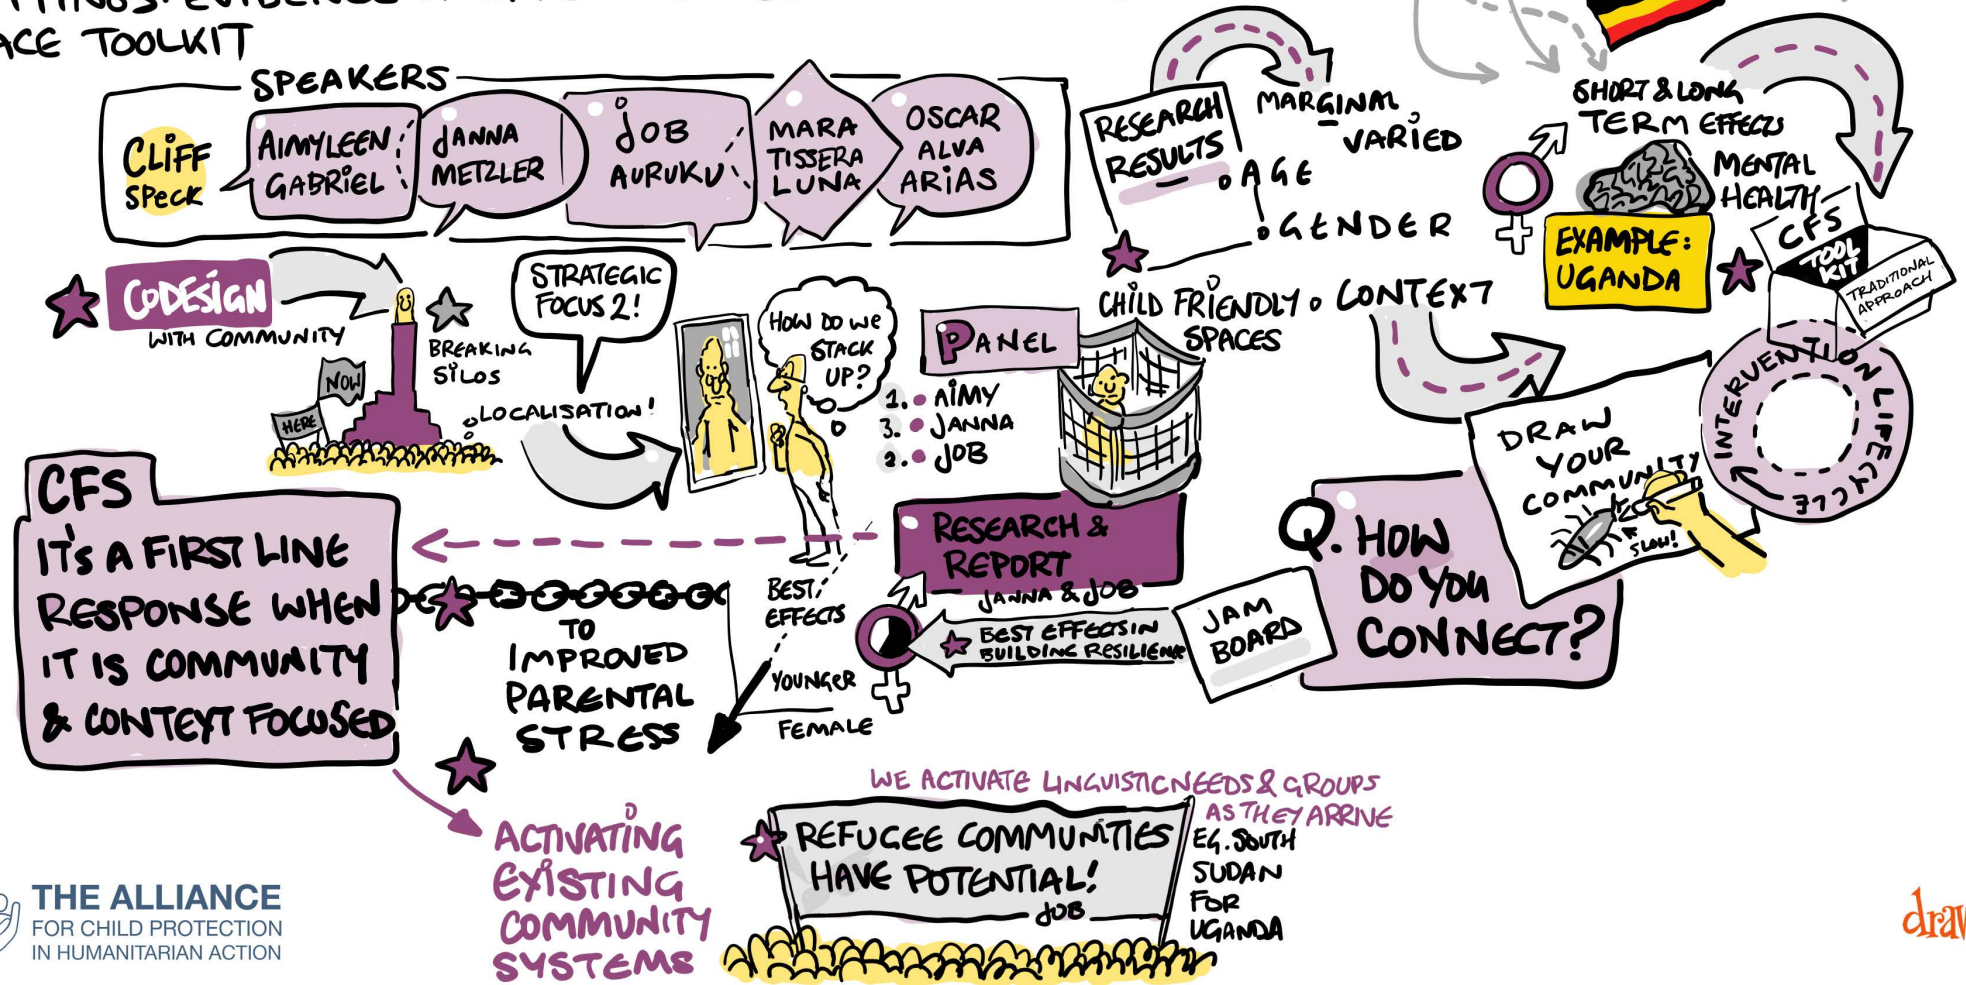 ACE TOOLKIT
SPEAKERS
CLIFF
SPECK
AIMYLEEN
GABRIEL
JANNA
METZLER
JOB
AURUKU
MARA
TISSERA
LUNA
OSCAR
ALVA
ARIAS
RESEARCH
RESULTS
MARGINAL
VARIED
• AGE
• GENDER
CHILD FRIENDLY
SPACES
• CONTEXT
SHORT & LONG
TERM EFFECTS
MENTAL
HEALTH
EXAMPLE:
UGANDA
CFS
TOOL
KIT
TRADITIONAL
APPROACH
INTERVENTION LIFECYCLE
CODESIGN
WITH COMMUNITY
NOW
HERE
BREAKING
SILOS
STRATEGIC
FOCUS 2!
LOCALISATION!
HOW DO WE
STACK
UP?
PANEL
1. • AIMY
3. • JANNA
2. • JOB
DRAW
YOUR
COMMUNITY
SLOW!
Q. HOW
DO YOU
CONNECT?
JAM
BOARD
RESEARCH &
REPORT
JANNA & JOB
BEST EFFECTS IN
BUILDING RESILIENCE
BEST
EFFECTS
YOUNGER
FEMALE
CFS
IT'S A FIRST LINE
RESPONSE WHEN
IT IS COMMUNITY
& CONTEXT FOCUSED
TO
IMPROVED
PARENTAL
STRESS
ACTIVATING
EXISTING
COMMUNITY
SYSTEMS
WE ACTIVATE LINGUISTIC NEEDS & GROUPS
AS THEY ARRIVE
REFUGEE COMMUNITIES
HAVE POTENTIAL!
JOB
EG. SOUTH
SUDAN
FOR
UGANDA
THE ALLIANCE
FOR CHILD PROTECTION
IN HUMANITARIAN ACTION
draw